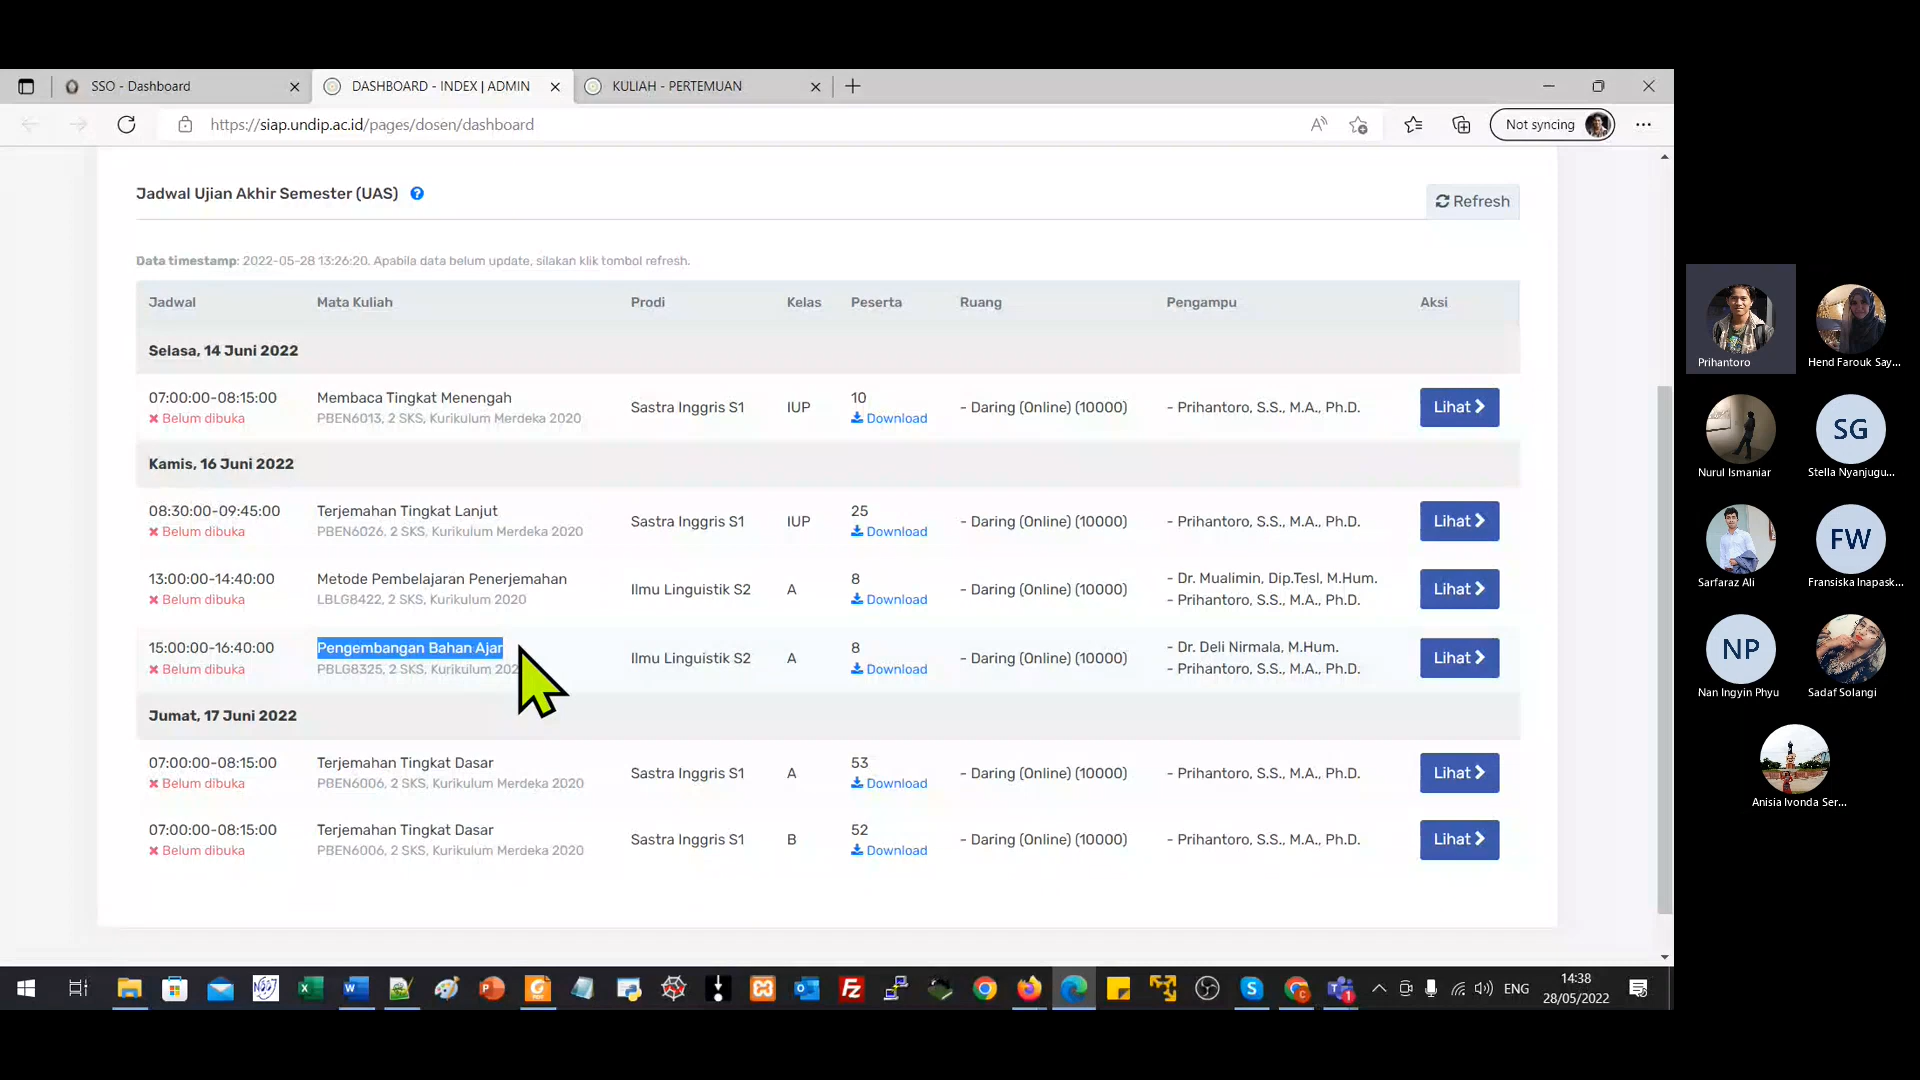 SSO - Dashboard
DASHBOARD - INDEX | ADMIN
KULIAH - PERTEMUAN
https://siap.undip.ac.id/pages/dosen/dashboard
Not syncing
Jadwal Ujian Akhir Semester (UAS)
Refresh
Data timestamp: 2022-05-28 13:26:20. Apabila data belum update, silakan klik tombol refresh.
Jadwal Mata Kuliah Prodi Kelas Peserta Ruang Pengampu Aksi
Selasa, 14 Juni 2022
07:00:00-08:15:00 Membaca Tingkat Menengah Sastra Inggris S1 IUP 10 - Daring (Online) (10000) - Prihantoro, S.S., M.A., Ph.D. Lihat
Belum dibuka PBEN6013, 2 SKS, Kurikulum Merdeka 2020 Download
Kamis, 16 Juni 2022
08:30:00-09:45:00 Terjemahan Tingkat Lanjut Sastra Inggris S1 IUP 25 - Daring (Online) (10000) - Prihantoro, S.S., M.A., Ph.D. Lihat
Belum dibuka PBEN6026, 2 SKS, Kurikulum Merdeka 2020 Download
13:00:00-14:40:00 Metode Pembelajaran Penerjemahan Ilmu Linguistik S2 A 8 - Daring (Online) (10000) - Dr. Mualimin, Dip.Tesl, M.Hum. Lihat
Belum dibuka LBLG8422, 2 SKS, Kurikulum 2020 Download - Prihantoro, S.S., M.A., Ph.D.
15:00:00-16:40:00 Pengembangan Bahan Ajar Ilmu Linguistik S2 A 8 - Daring (Online) (10000) - Dr. Deli Nirmala, M.Hum. Lihat
Belum dibuka PBLG8325, 2 SKS, Kurikulum 202 Download - Prihantoro, S.S., M.A., Ph.D.
Jumat, 17 Juni 2022
07:00:00-08:15:00 Terjemahan Tingkat Dasar Sastra Inggris S1 A 53 - Daring (Online) (10000) - Prihantoro, S.S., M.A., Ph.D. Lihat
Belum dibuka PBEN6006, 2 SKS, Kurikulum Merdeka 2020 Download
07:00:00-08:15:00 Terjemahan Tingkat Dasar Sastra Inggris S1 B 52 - Daring (Online) (10000) - Prihantoro, S.S., M.A., Ph.D. Lihat
Belum dibuka PBEN6006, 2 SKS, Kurikulum Merdeka 2020 Download
ENG
14:38
28/05/2022
Prihantoro
Hend Farouk Say...
Nurul Ismaniar
SG
Stella Nyanjugu...
Sarfaraz Ali
FW
Fransiska Inapask...
NP
Nan Ingyin Phyu
Sadaf Solangi
Anisia Ivonda Ser...